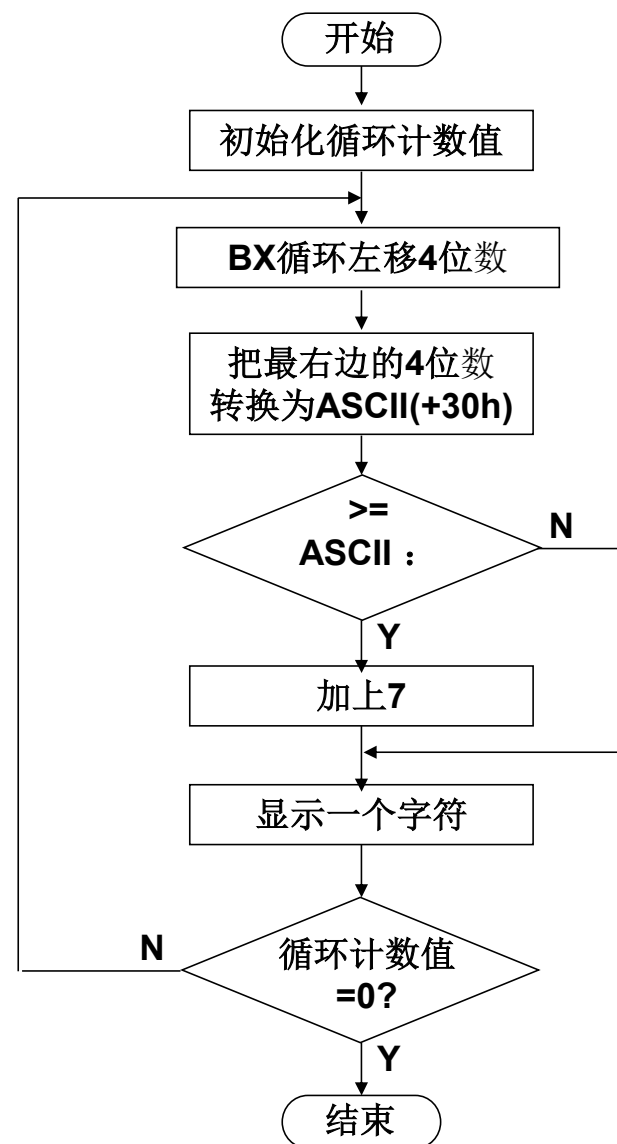 开始
初始化循环计数值
BX循环左移4位数
把最右边的4位数
转换为ASCII(+30h)
>=
ASCII：
N
Y
加上7
显示一个字符
N
循环计数值
=0?
Y
结束